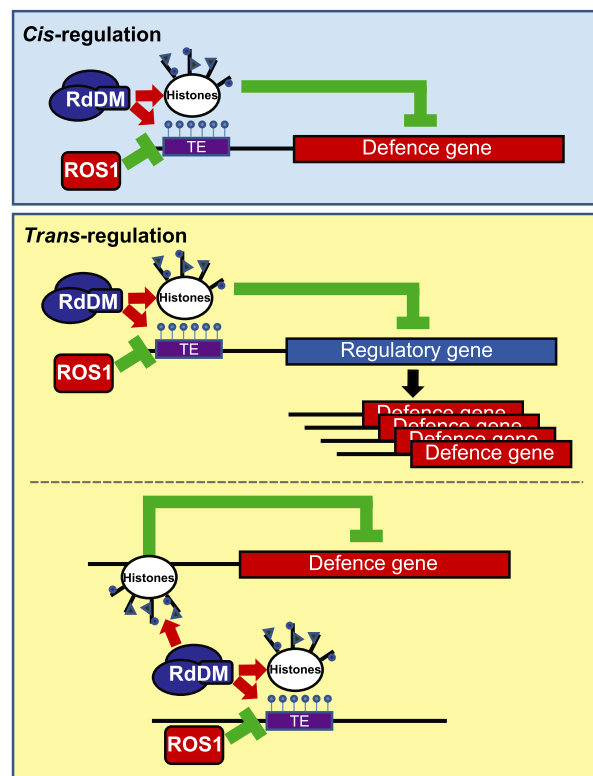 Cis-regulation
RdDM
Histones
TE
ROS1
Defence gene
Trans-regulation
RdDM
Histones
TE
ROS1
Regulatory gene
Defence gene
Defence gene
Defence gene
Defence gene
Histones
Defence gene
RdDM
Histones
TE
ROS1